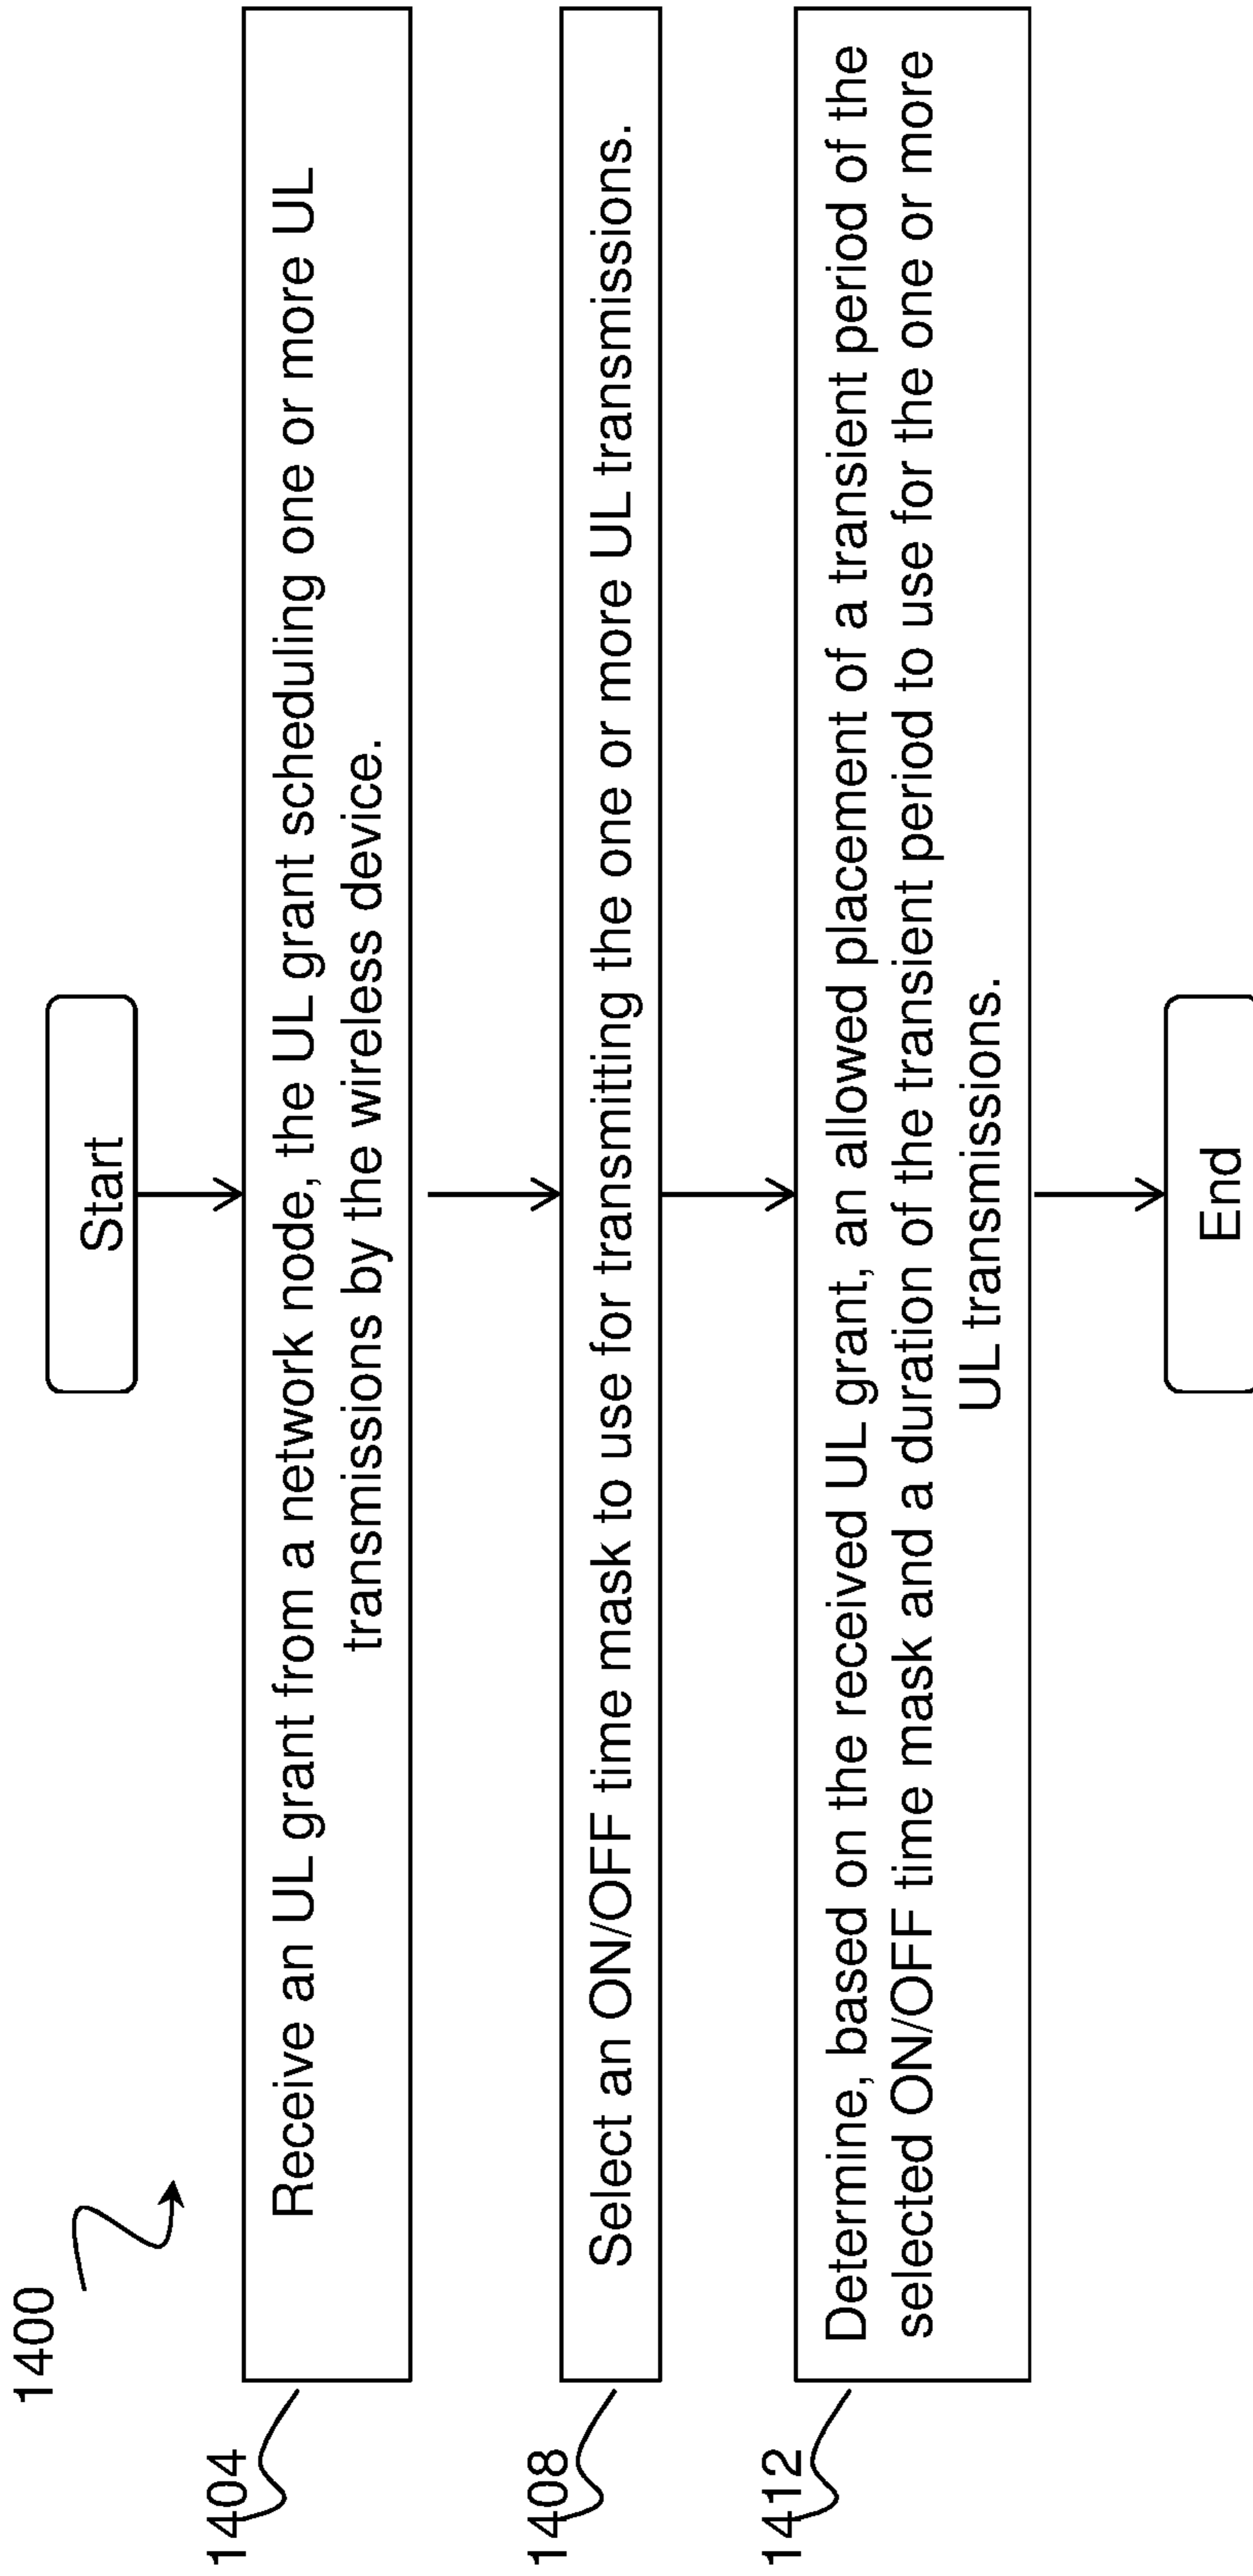 1400
Start
1404
Receive an UL grant from a network node, the UL grant scheduling one or more UL
transmissions by the wireless device.
1408
Select an ON/OFF time mask to use for transmitting the one or more UL transmissions.
1412
Determine, based on the received UL grant, an allowed placement of a transient period of the
selected ON/OFF time mask and a duration of the transient period to use for the one or more
UL transmissions.
End